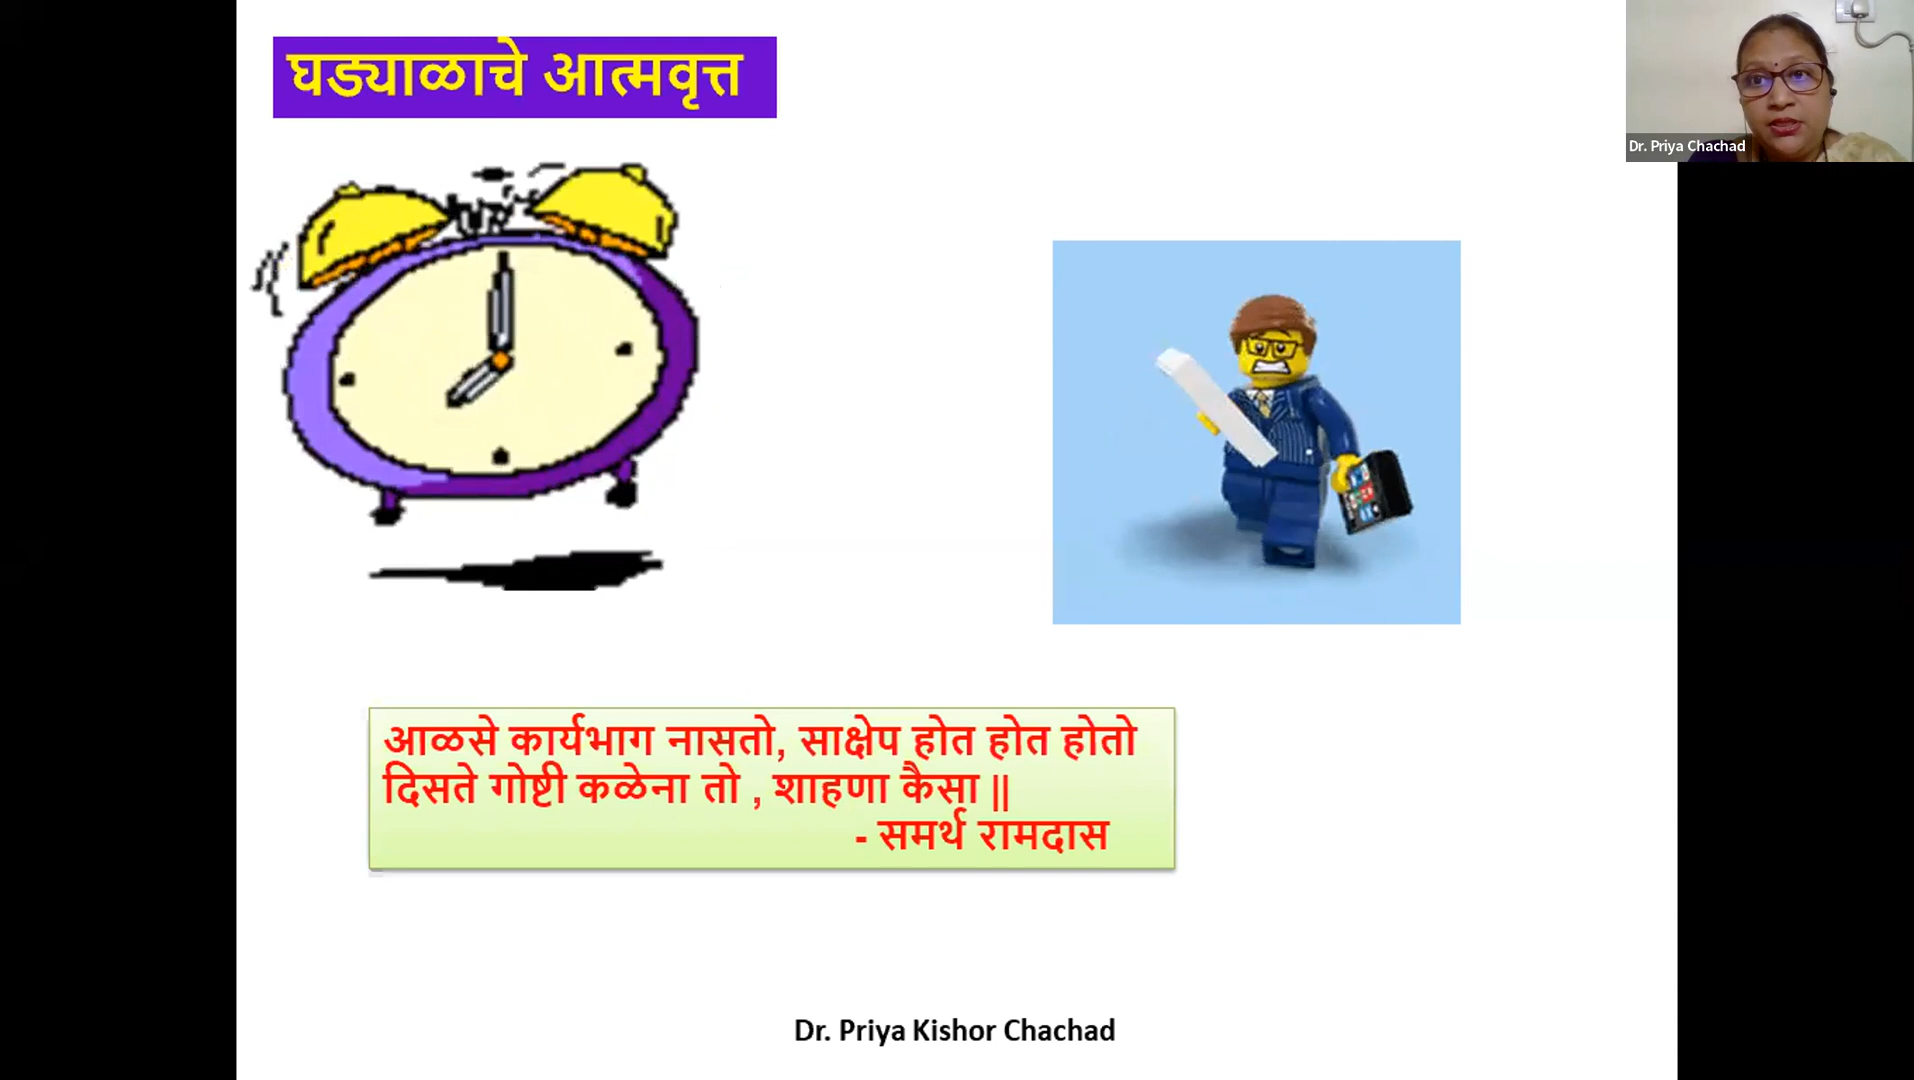 घड्याळाचे आत्मवृत्त
Dr. Priya Chachad
आळसे कार्यभाग नासतो, साक्षेप होत होत होतो
दिसते गोष्टी कळेना तो , शाहणा कैसा ||
- समर्थ रामदास
Dr. Priya Kishor Chachad